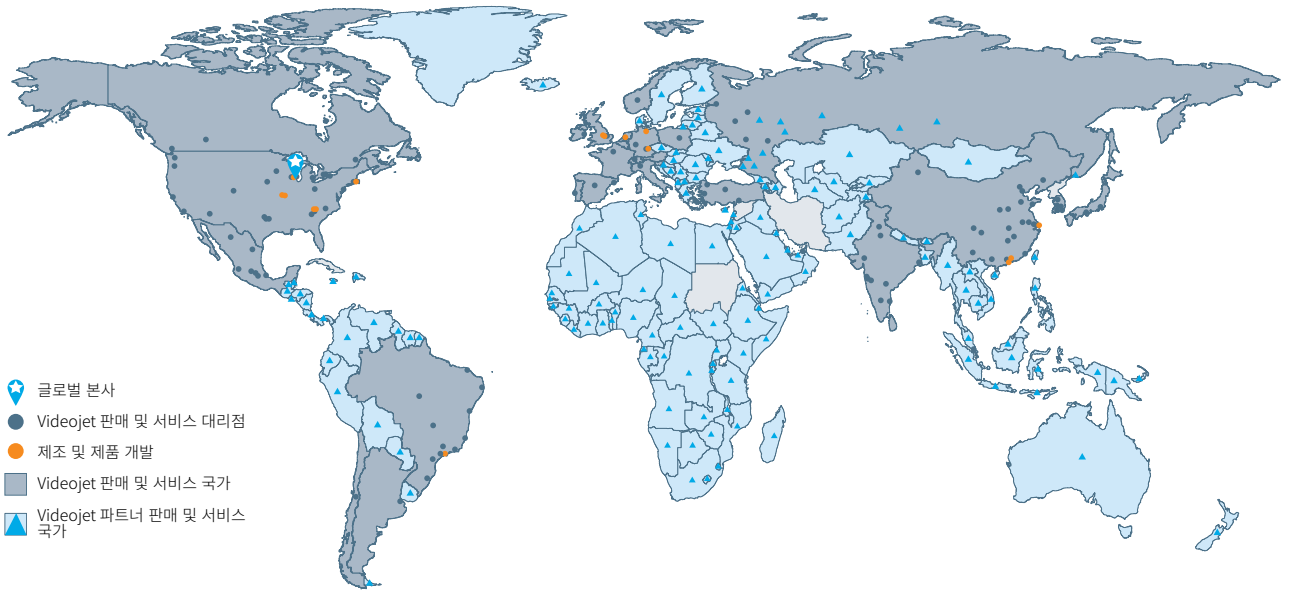 글로벌 본사
Videojet 판매 및 서비스 대리점
제조 및 제품 개발
Videojet 판매 및 서비스 국가
Videojet 파트너 판매 및 서비스
국가